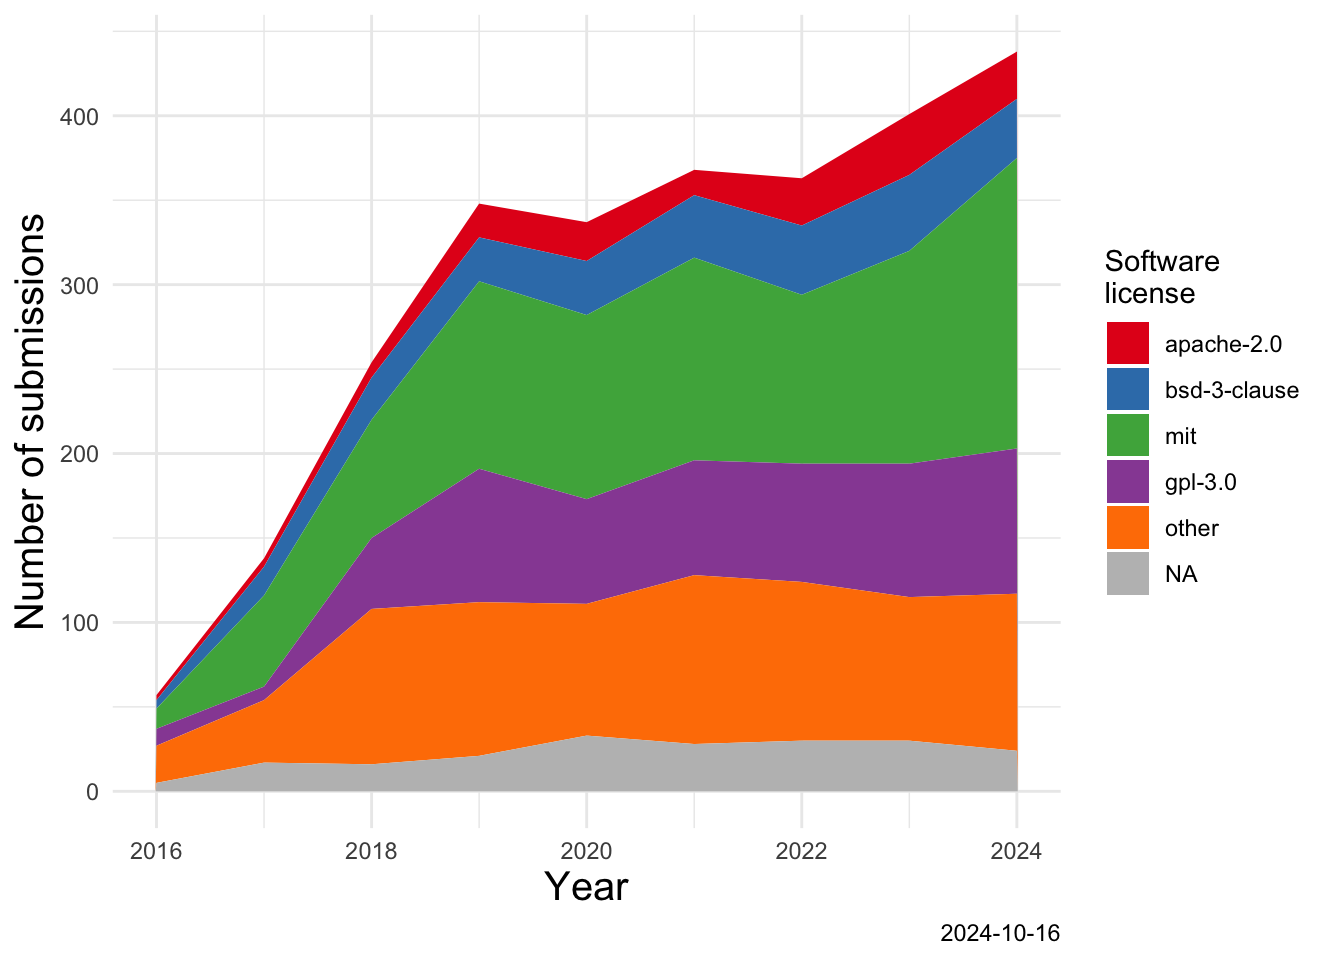 Number of submissions
400
300
200
100
0
2016 2018 2020 2022 2024
Year
2024-10-16
Software
license
apache-2.0
bsd-3-clause
mit
gpl-3.0
other
NA